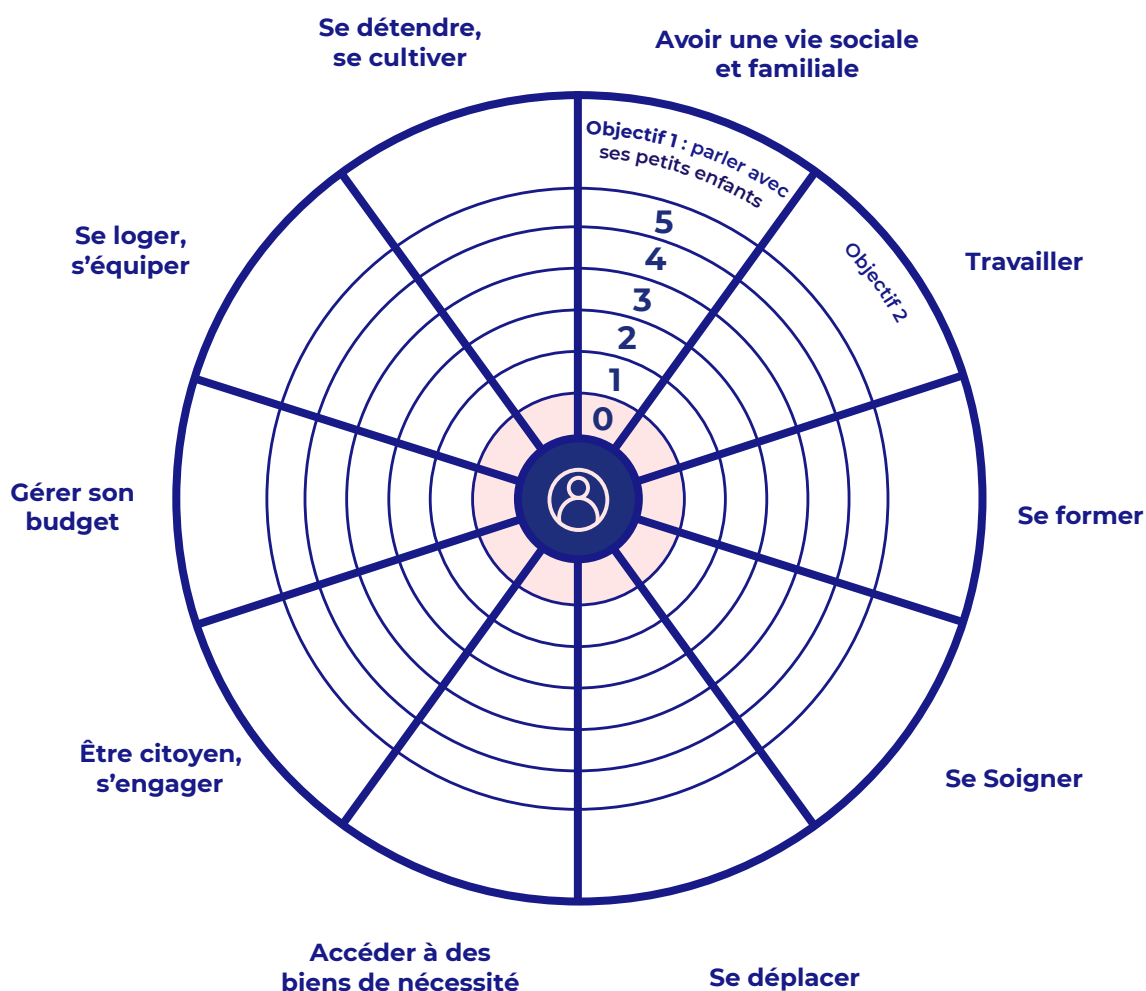 Se détendre,
se cultiver
Avoir une vie sociale
et familiale
Objectif 1 : parler avec
ses petits enfants
5
4
3
2
1
0
Objectif 2
Travailler
Se loger,
s’équiper
Gérer son
budget
Se former
Être citoyen,
s’engager
Se Soigner
Accéder à des
biens de nécessité
Se déplacer